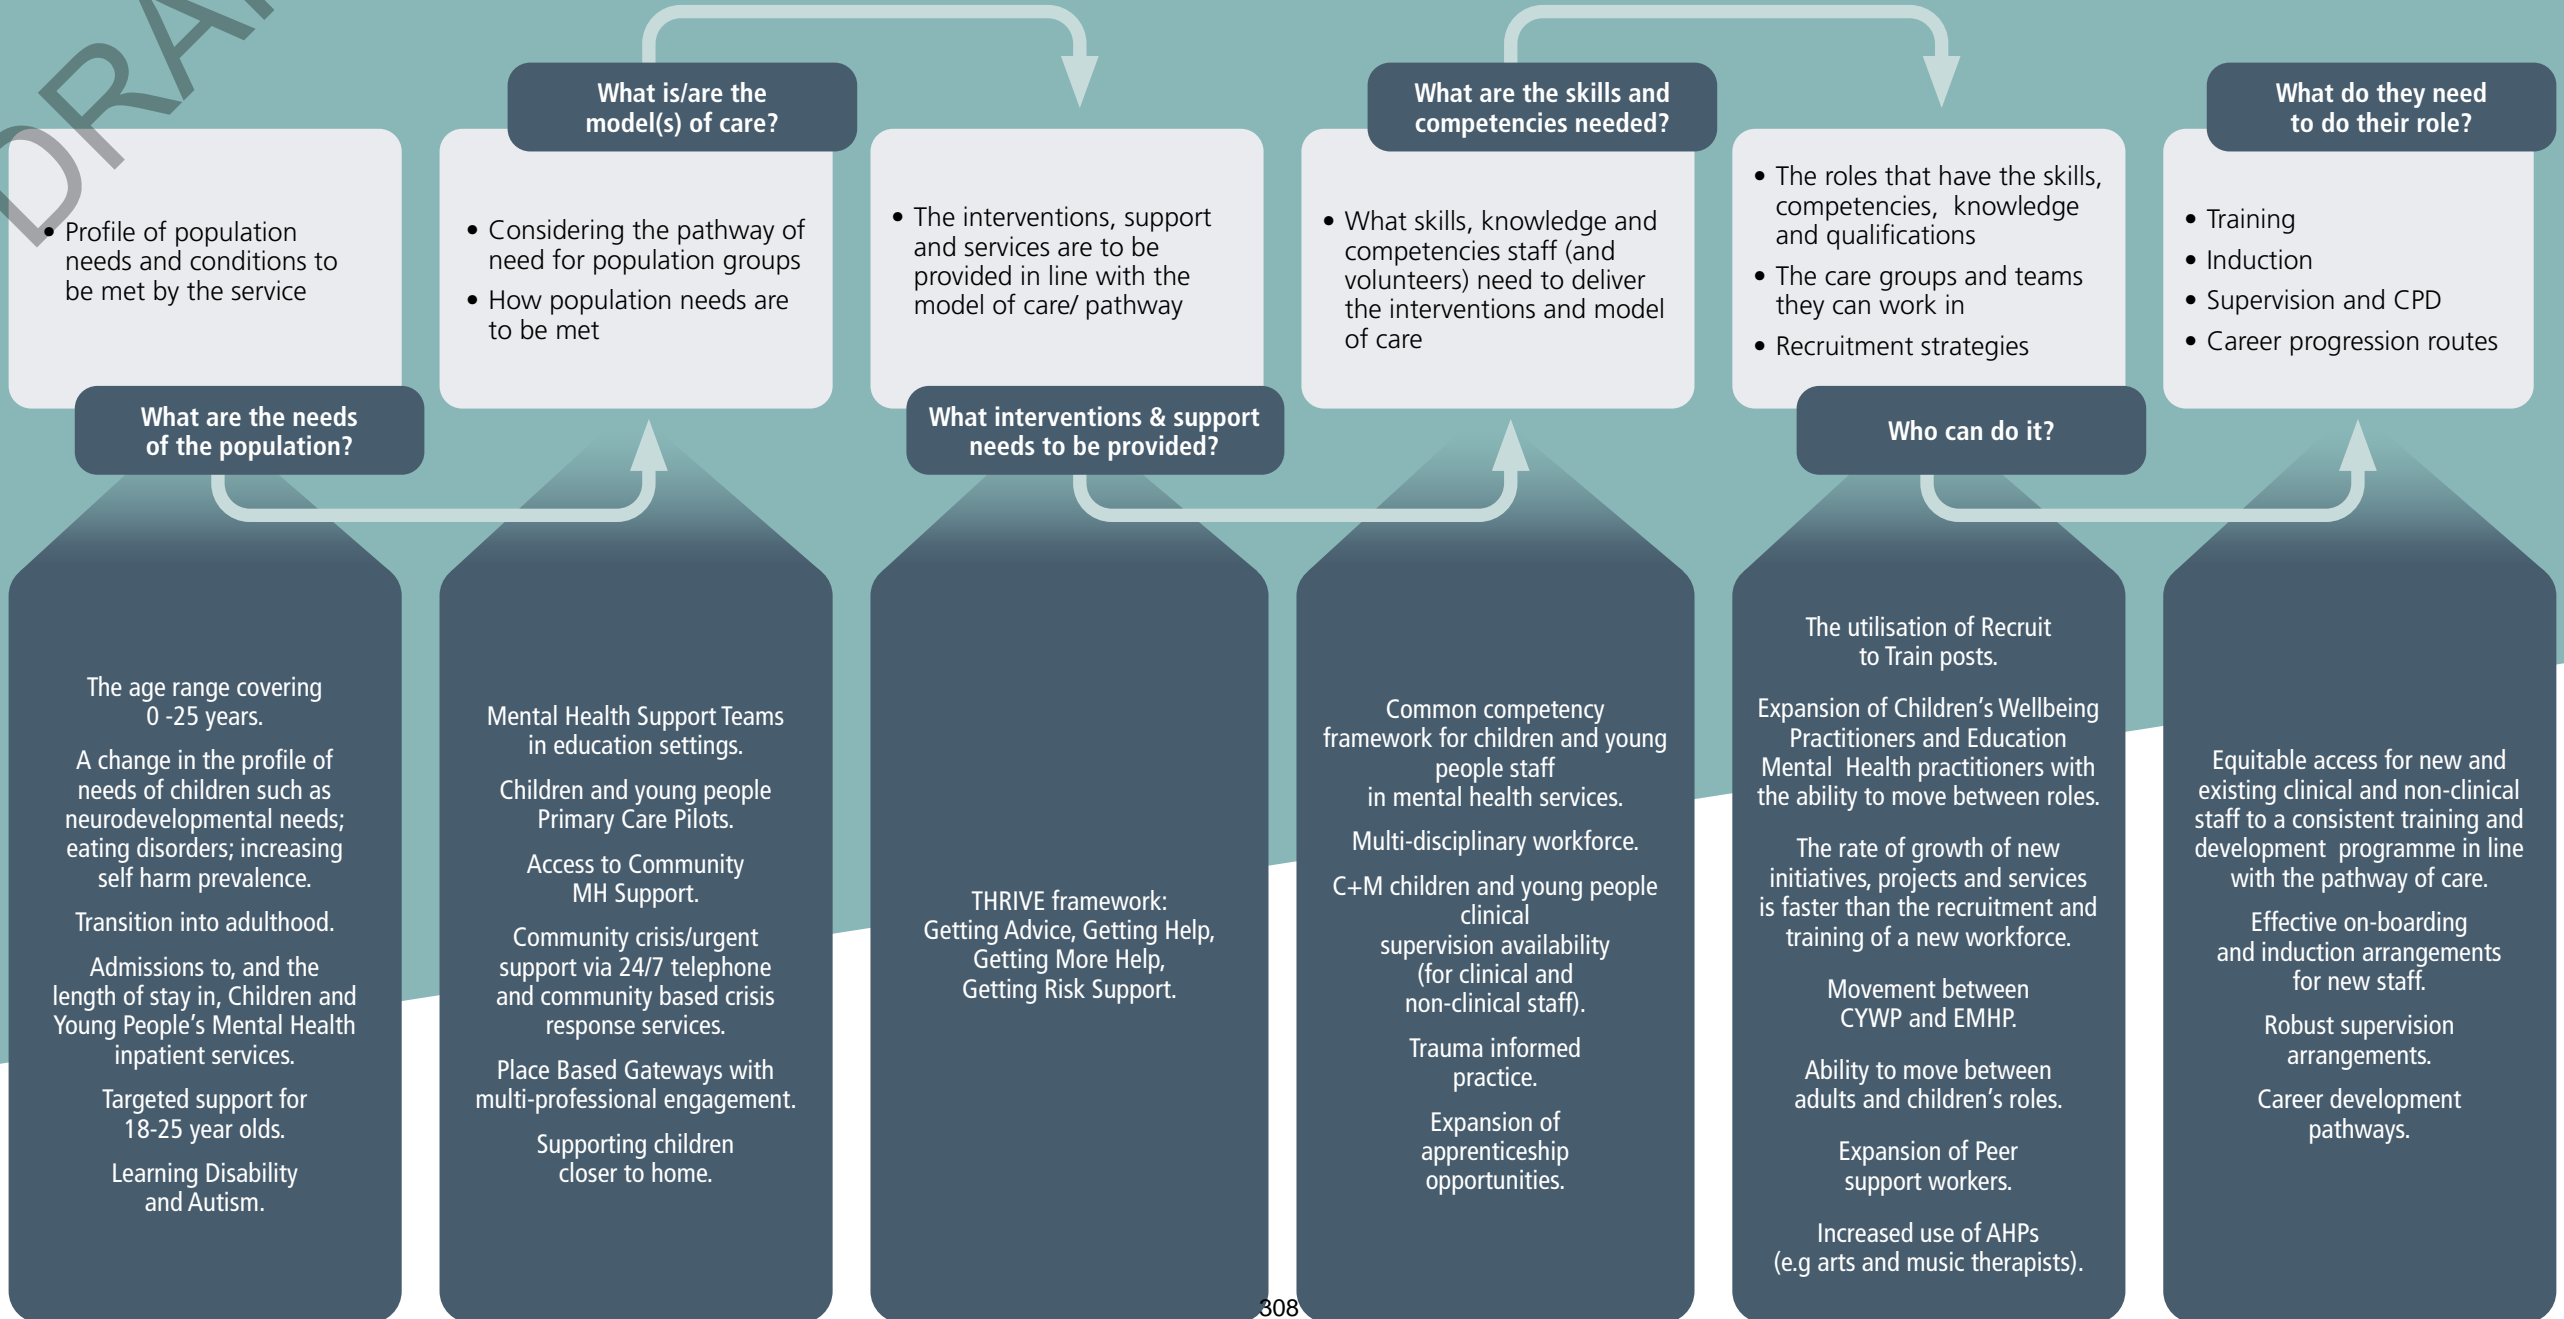 DRA
What are the needs
of the population?
• Profile of population
needs and conditions to
be met by the service
The age range covering
0 -25 years.
A change in the profile of
needs of children such as
neurodevelopmental needs;
eating disorders; increasing
self harm prevalence.
Transition into adulthood.
Admissions to, and the
length of stay in, Children and
Young People’s Mental Health
inpatient services.
Targeted support for
18-25 year olds.
Learning Disability
and Autism.
What is/are the
model(s) of care?
• Considering the pathway of
need for population groups
• How population needs are
to be met
Mental Health Support Teams
in education settings.
Children and young people
Primary Care Pilots.
Access to Community
MH Support.
Community crisis/urgent
support via 24/7 telephone
and community based crisis
response services.
Place Based Gateways with
multi-professional engagement.
Supporting children
closer to home.
• The interventions, support
and services are to be
provided in line with the
model of care/ pathway
What interventions & support
needs to be provided?
THRIVE framework:
Getting Advice, Getting Help,
Getting More Help,
Getting Risk Support.
What are the skills and
competencies needed?
• What skills, knowledge and
competencies staff (and
volunteers) need to deliver
the interventions and model
of care
Common competency
framework for children and young
people staff
in mental health services.
Multi-disciplinary workforce.
C+M children and young people
clinical
supervision availability
(for clinical and
non-clinical staff).
Trauma informed
practice.
Expansion of
apprenticeship
opportunities.
• The roles that have the skills,
competencies,  knowledge
and qualifications
• The care groups and teams
they can work in
• Recruitment strategies
Who can do it?
The utilisation of Recruit
to Train posts.
Expansion of Children’s Wellbeing
Practitioners and Education
Mental  Health practitioners with
the ability to move between roles.
The rate of growth of new
initiatives, projects and services
is faster than the recruitment and
training of a new workforce.
Movement between
CYWP and EMHP.
Ability to move between
adults and children’s roles.
Expansion of Peer
support workers.
Increased use of AHPs
(e.g arts and music therapists).
What do they need
to do their role?
• Training
• Induction
• Supervision and CPD
• Career progression routes
Equitable access for new and
existing clinical and non-clinical
staff to a consistent training and
development  programme in line
with the pathway of care.
Effective on-boarding
and induction arrangements
for new staff.
Robust supervision
arrangements.
Career development
pathways.
308